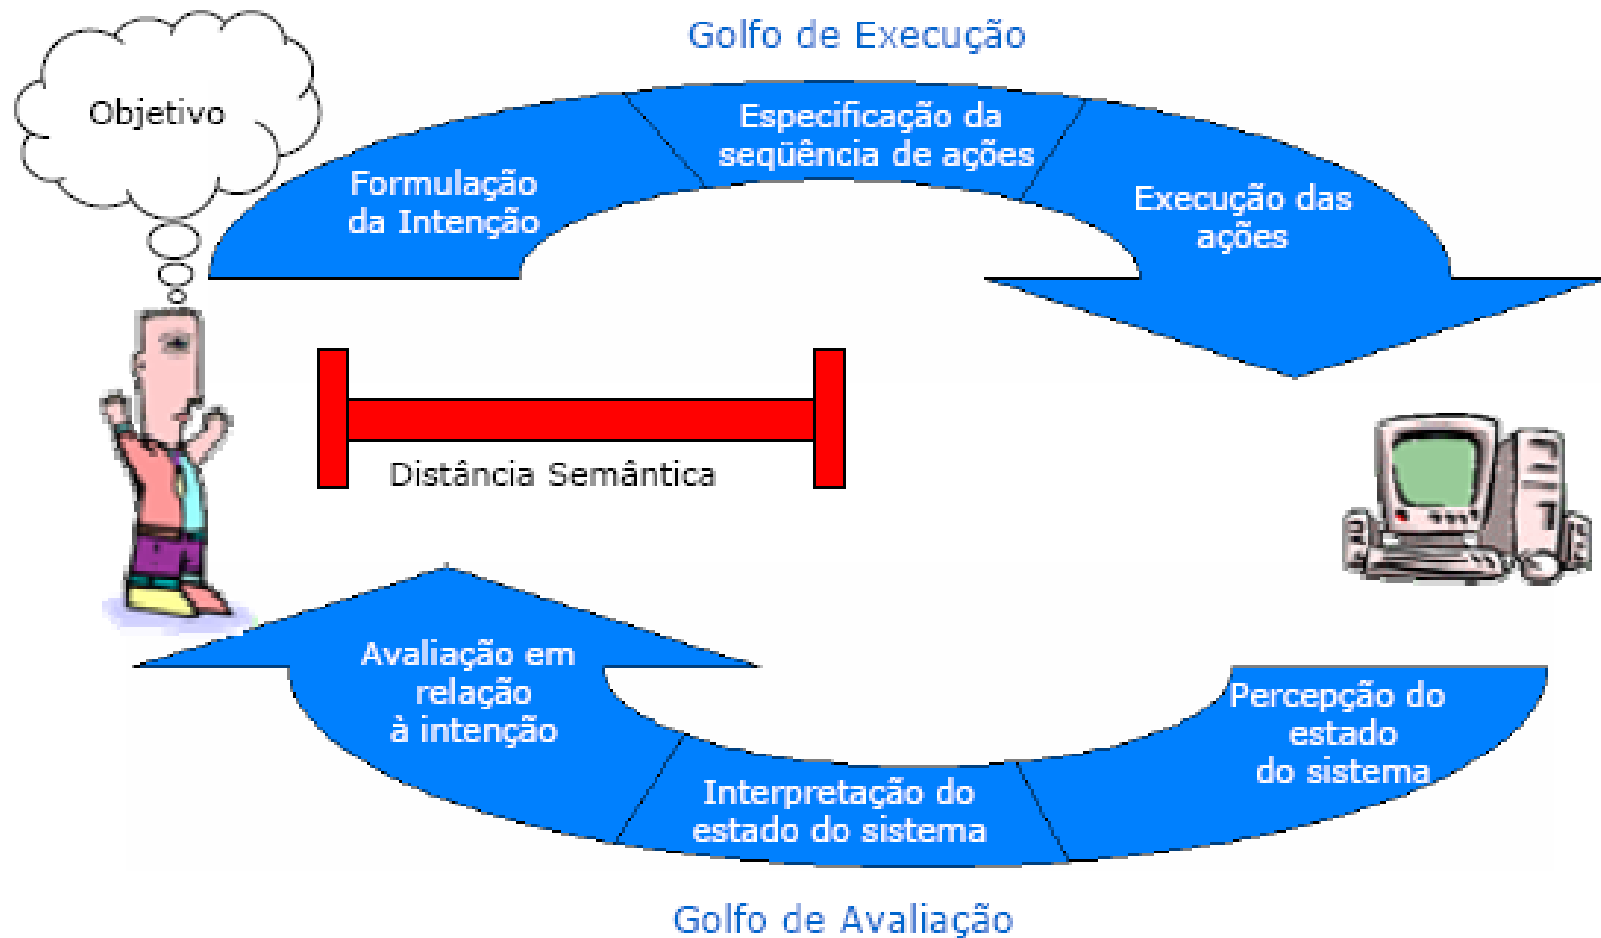 Golfo de Execução
Objetivo
Especificação da
seqüência de ações
Formulação
da Intenção
Execução das
ações
Distância Semântica
Avaliação em
relação
à intenção
Percepção do
estado
do sistema
Interpretação do
estado do sistema
Golfo de Avaliação